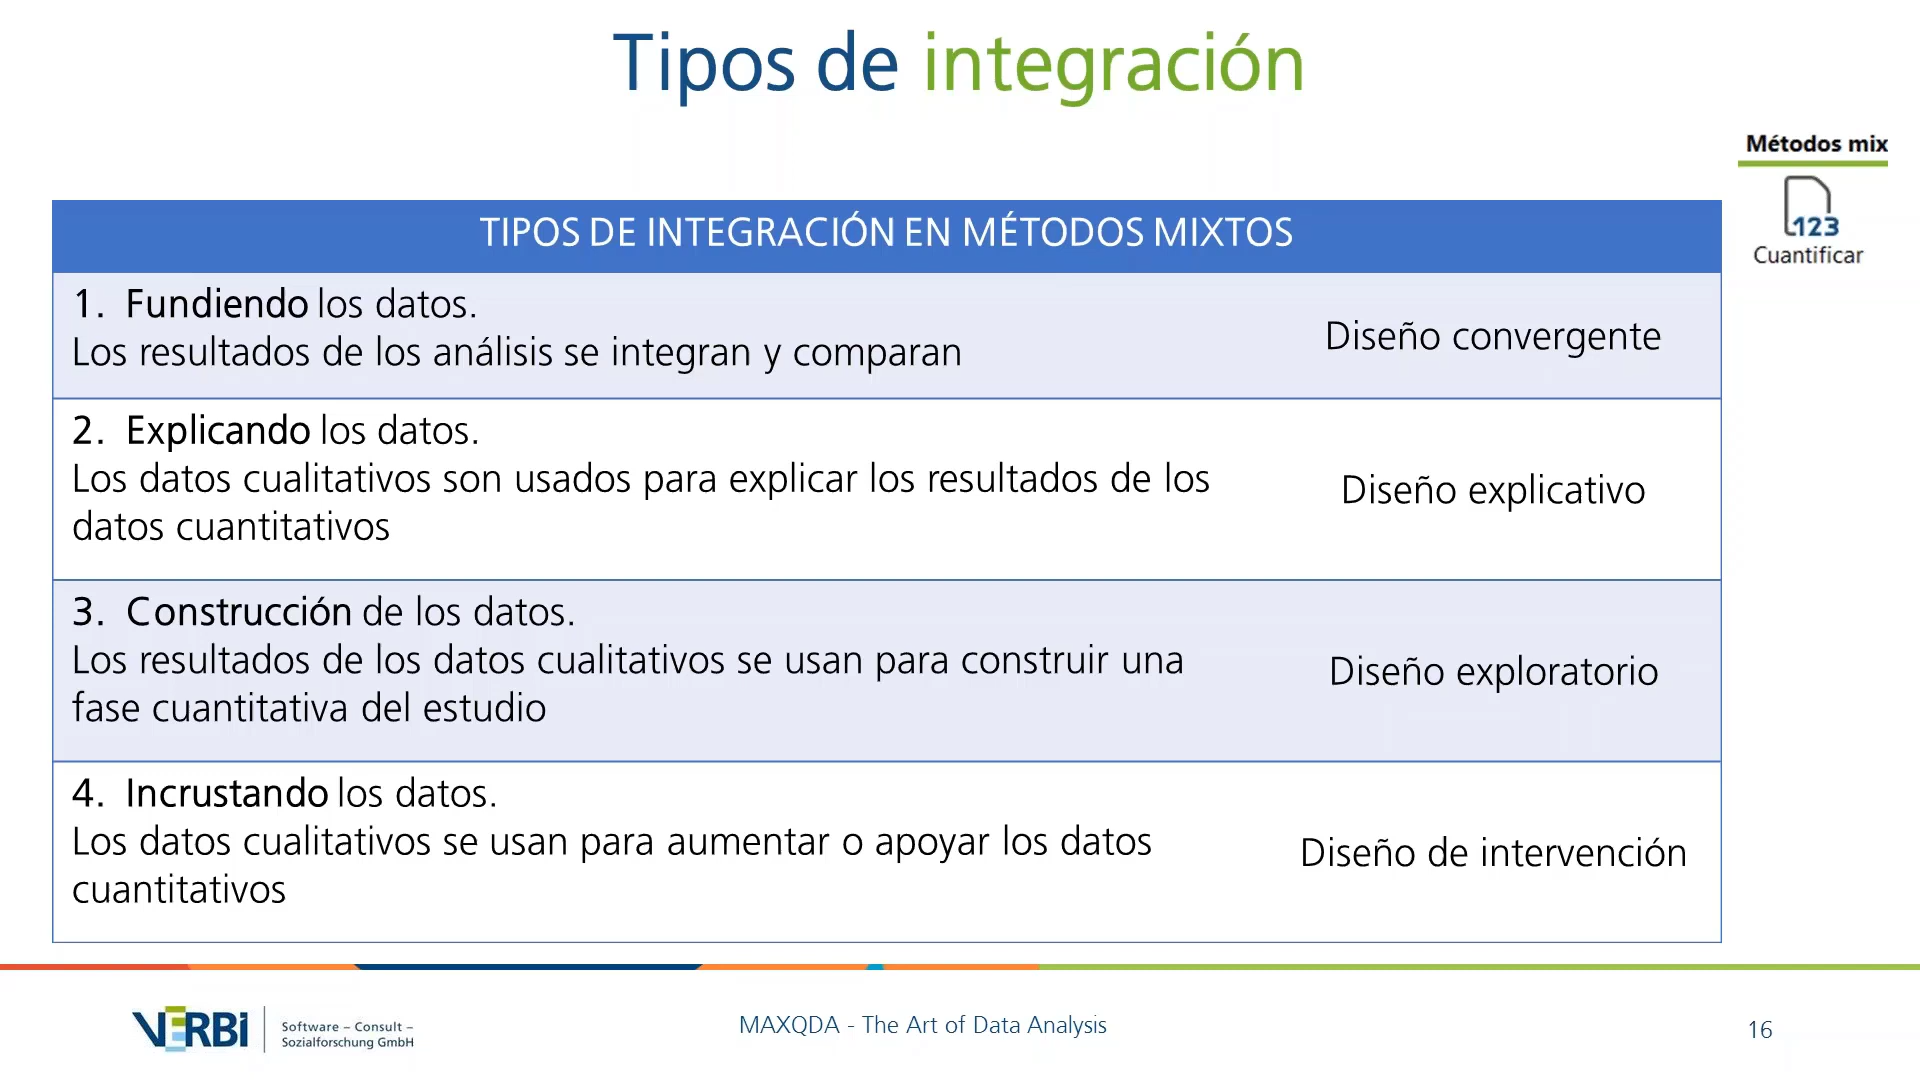 Tipos de integración
Métodos mix
123
Cuantificar
TIPOS DE INTEGRACIÓN EN MÉTODOS MIXTOS
1. Fundiendo los datos.
Los resultados de los análisis se integran y comparan
Diseño convergente
2. Explicando los datos.
Los datos cualitativos son usados para explicar los resultados de los
datos cuantitativos
Diseño explicativo
3. Construcción de los datos.
Los resultados de los datos cualitativos se usan para construir una
fase cuantitativa del estudio
Diseño exploratorio
4. Incrustando los datos.
Los datos cualitativos se usan para aumentar o apoyar los datos
cuantitativos
Diseño de intervención
VERBI
Software – Consult –
Sozialforschung GmbH
MAXQDA - The Art of Data Analysis
16